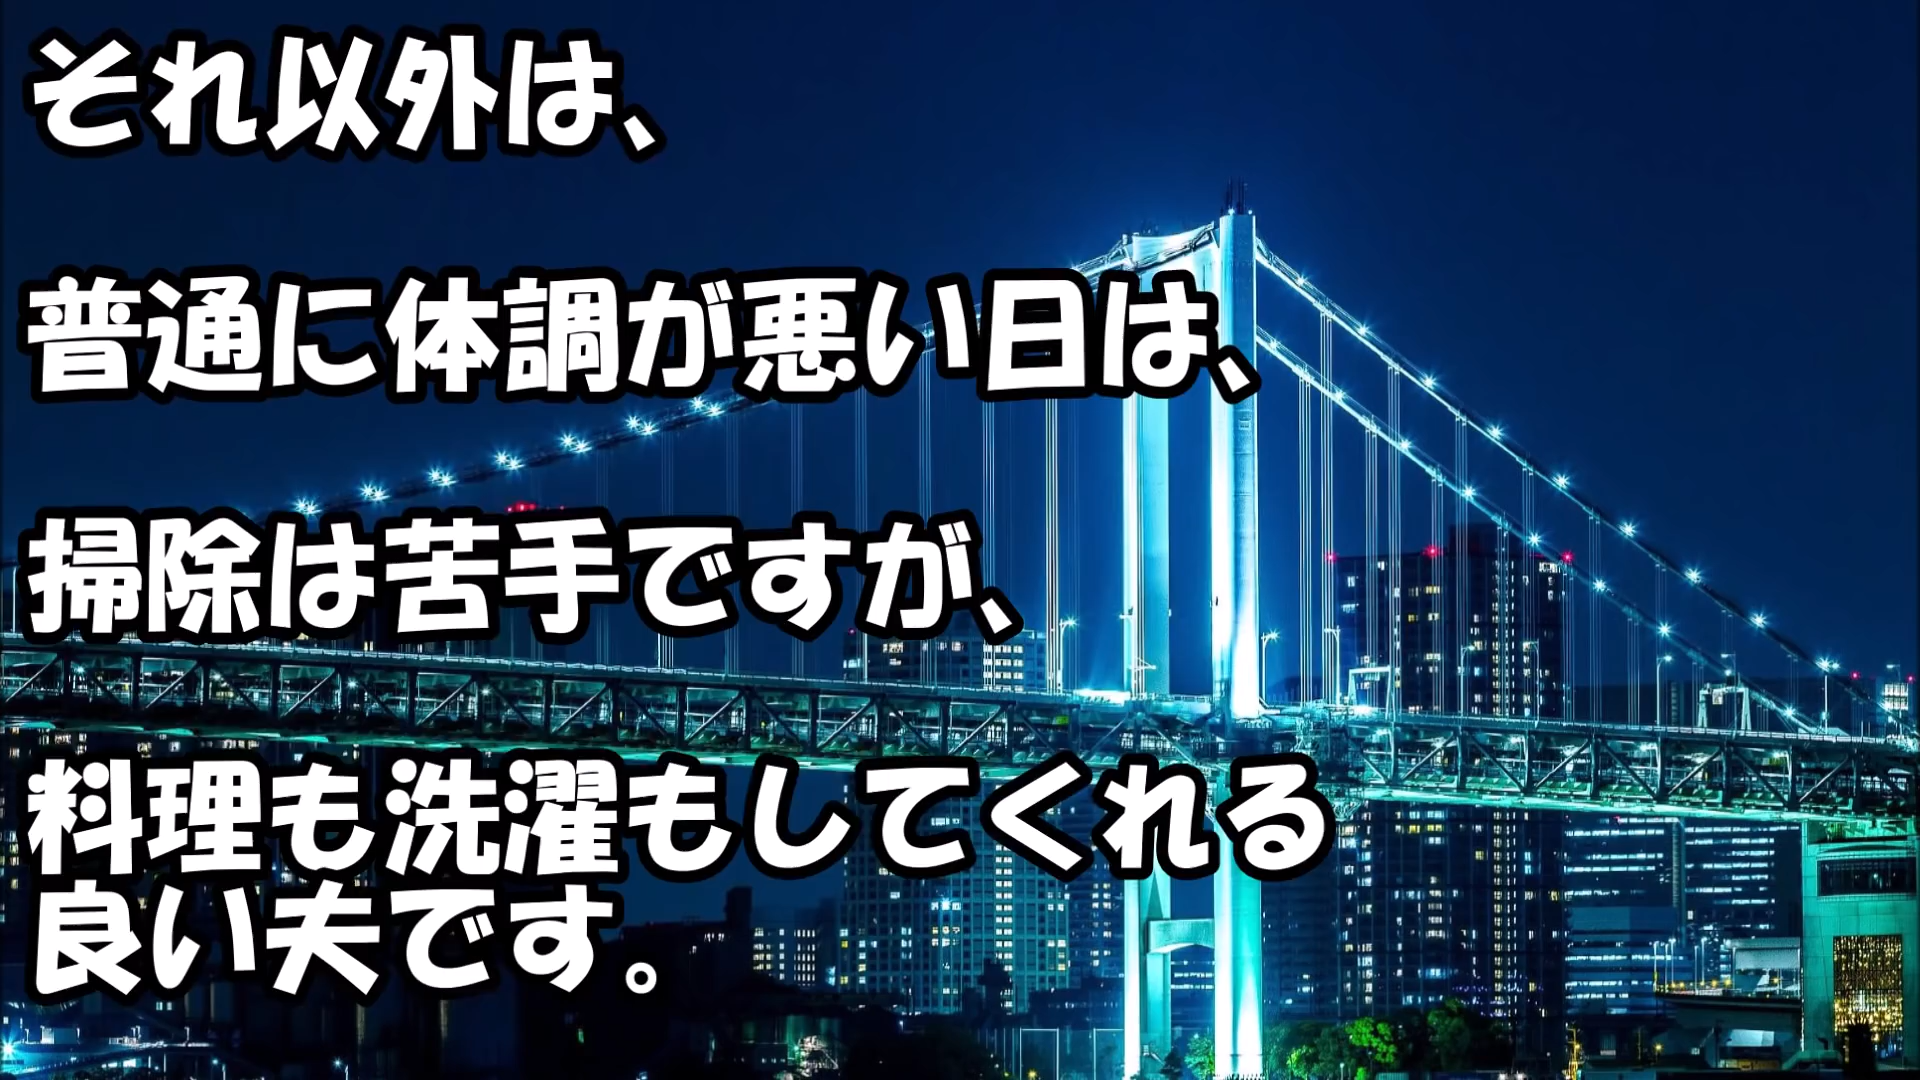 それ以外は、
普通に体調が悪い日は、
掃除は苦手ですが、
料理も洗濯もしてくれる
良い夫です。